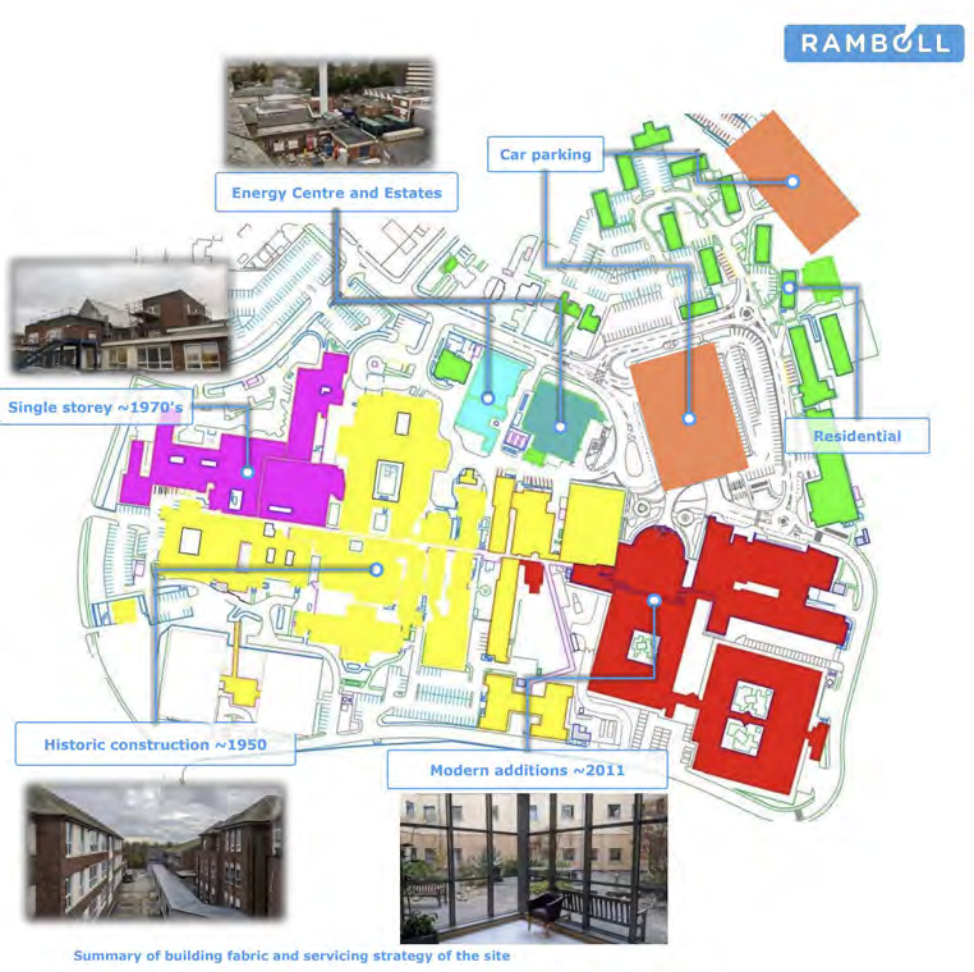 RAMBOLL
Car parking
Energy Centre and Estates
Single storey ~1970's
Residential
Historic construction ~1950
Modern additions ~2011
Summary of building fabric and servicing strategy of the site